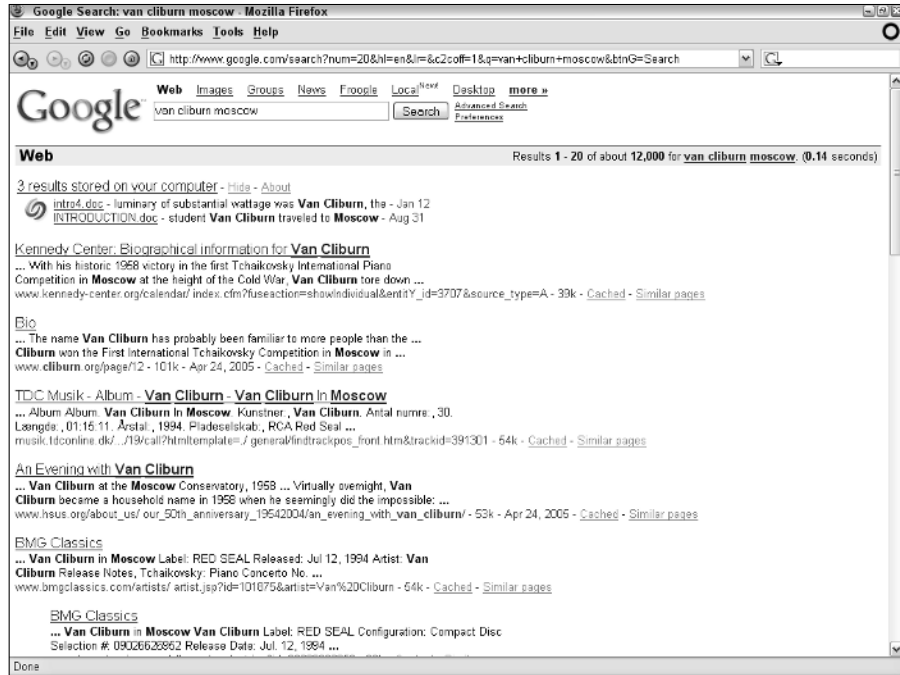 Google Search: van cliburn moscow - Mozilla Firefox
File Edit View Go Bookmarks Tools Help
http://www.google.com/search?num=20&hl=en&lr=&c2coff=1&q=van+cliburn+moscow&btnG=Search
Web Images Groups News Froogle Local New! Desktop more »
Google
van cliburn moscow
Search
Advanced Search
Preferences
Web
Results 1 - 20 of about 12,000 for van cliburn moscow. (0.14 seconds)
3 results stored on your computer - Hide - About
intro4.doc - luminary of substantial wattage was Van Cliburn, the - Jan 12
INTRODUCTION.doc - student Van Cliburn traveled to Moscow - Aug 31
Kennedy Center: Biographical information for Van Cliburn
... With his historic 1958 victory in the first Tchaikovsky International Piano
Competition in Moscow at the height of the Cold War, Van Cliburn tore down ...
www.kennedy-center.org/calendar/ index.cfm?fuseaction=showIndividual&entitY_id=3707&source_type=A - 39k - Cached - Similar pages
Bio
... The name Van Cliburn has probably been familiar to more people than the ...
Cliburn won the First International Tchaikovsky Competition in Moscow in ...
www.cliburn.org/page/12 - 101k - Apr 24, 2005 - Cached - Similar pages
TDC Musik - Album - Van Cliburn - Van Cliburn In Moscow
... Album Album. Van Cliburn In Moscow. Kunstner:, Van Cliburn. Antal numre:, 30.
Længde:, 01:15:11. Årstal:, 1994. Pladeselskab:, RCA Red Seal ...
musik.tdconline.dk/.../19/call?htmltemplate=./ general/findtrackpos_front.htm&trackid=391301 - 54k - Cached - Similar pages
An Evening with Van Cliburn
... Van Cliburn at the Moscow Conservatory, 1958 ... Virtually overnight, Van
Cliburn became a household name in 1958 when he seemingly did the impossible: ...
www.hsus.org/about_us/ our_50th_anniversary_19542004/an_evening_with_van_cliburn/ - 53k - Apr 24, 2005 - Cached - Similar pages
BMG Classics
... Van Cliburn in Moscow Label: RED SEAL Released: Jul 12, 1994 Artist: Van
Cliburn Release Notes, Tchaikovsky: Piano Concerto No. ...
www.bmgclassics.com/artists/ artist.jsp?id=101675&artist=Van%20Cliburn - 54k - Cached - Similar pages
BMG Classics
... Van Cliburn in Moscow Van Cliburn Label: RED SEAL Configuration: Compact Disc
Selection #: 09026626952 Release Date: Jul. 12, 1994 ...
Done